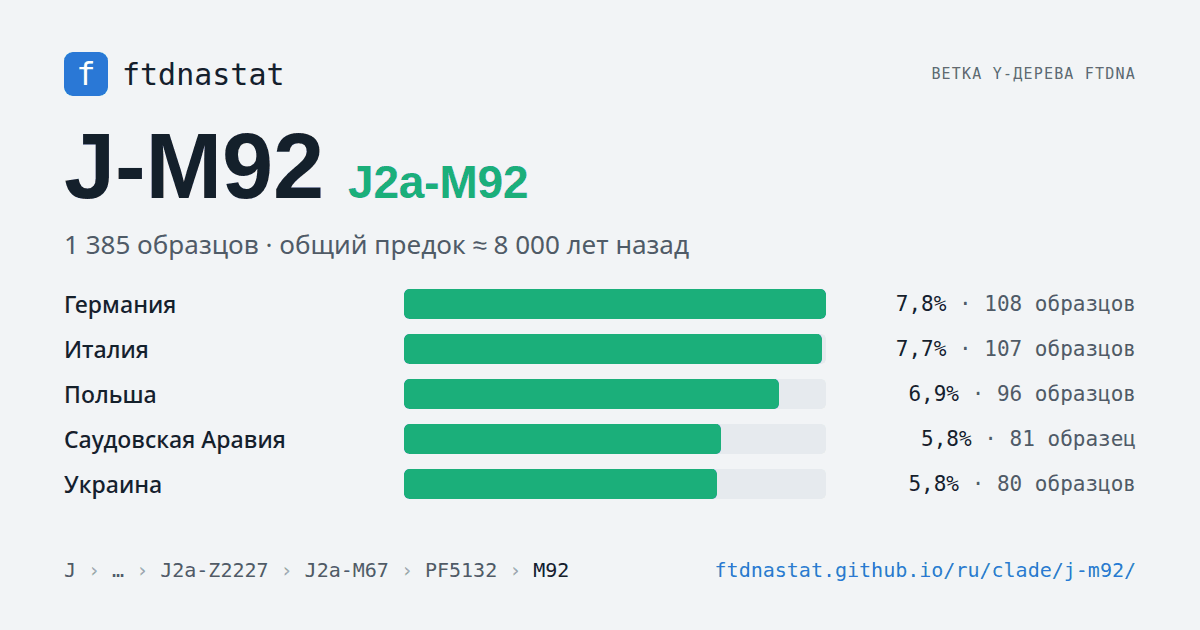 f ftdnastat
ВЕТКА Y-ДЕРЕВА FTDNA
J-M92 J2a-M92
1 385 образцов · общий предок ≈ 8 000 лет назад
Германия 7,8% · 108 образцов
Италия 7,7% · 107 образцов
Польша 6,9% · 96 образцов
Саудовская Аравия 5,8% · 81 образец
Украина 5,8% · 80 образцов
J › … › J2a-Z2227 › J2a-M67 › PF5132 › M92
ftdnastat.github.io/ru/clade/j-m92/